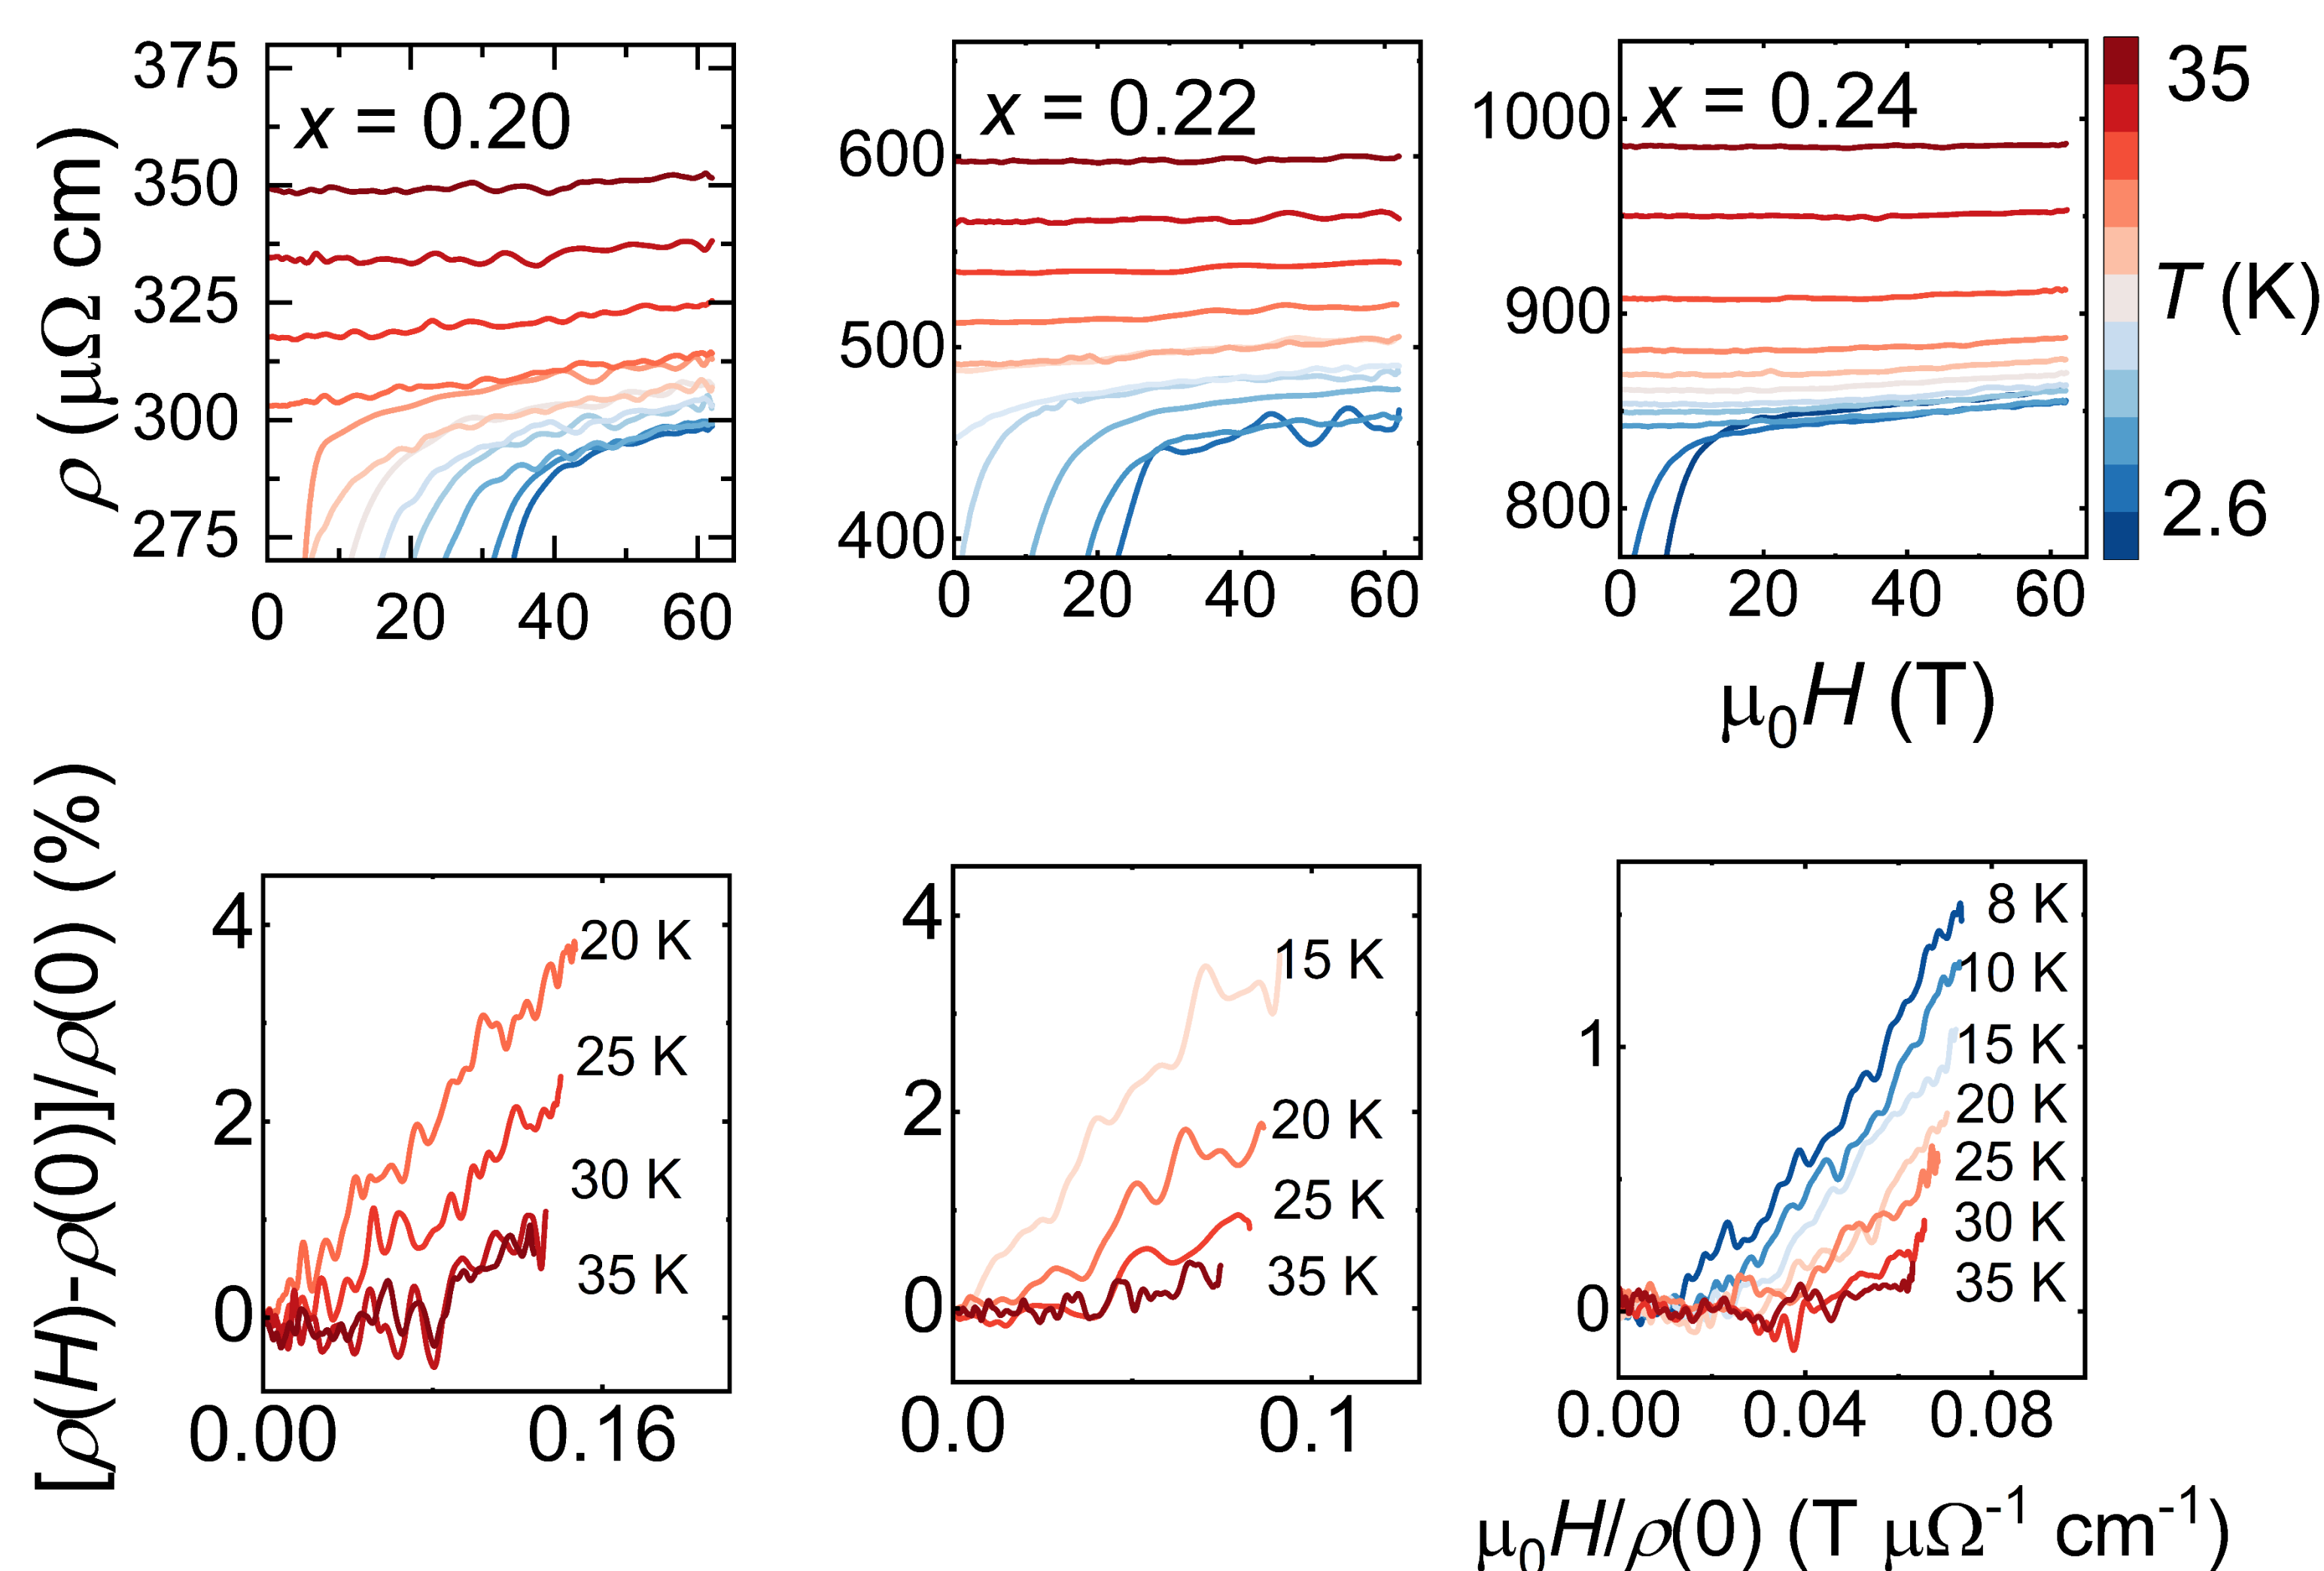 x = 0.20
375
350
325
300
275
ρ (μΩ cm)
0 20 40 60
x = 0.22
600
500
400
0 20 40 60
x = 0.24
1000
900
800
0 20 40 60
μ₀H (T)
35
T (K)
2.6
[ρ(H)-ρ(0)]/ρ(0) (%)
4
2
0
20 K
25 K
30 K
35 K
0.00 0.16
4
2
0
15 K
20 K
25 K
35 K
0.0 0.1
1
0
8 K
10 K
15 K
20 K
25 K
30 K
35 K
0.00 0.04 0.08
μ₀H/ρ(0) (T μΩ⁻¹ cm⁻¹)